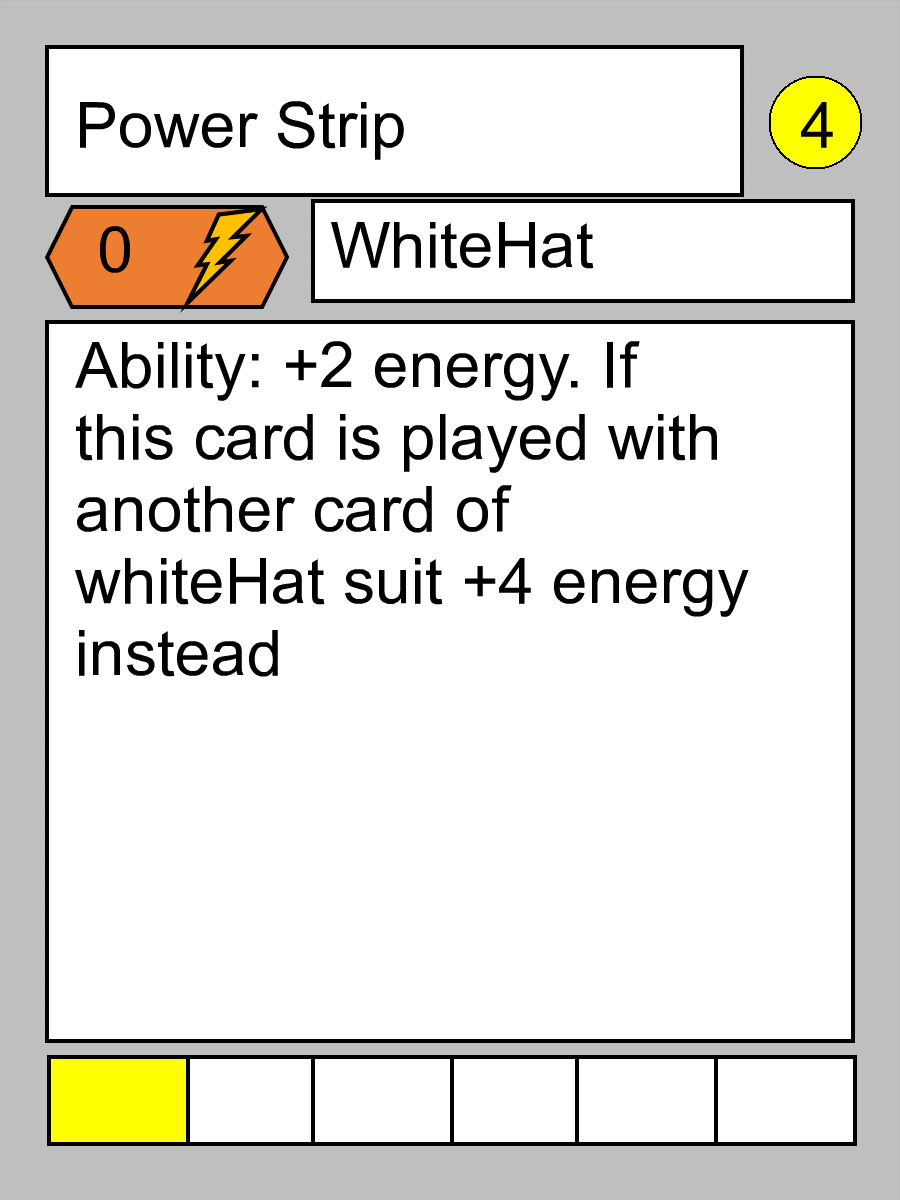 Power Strip
4
0
WhiteHat
Ability: +2 energy. If
this card is played with
another card of
whiteHat suit +4 energy
instead